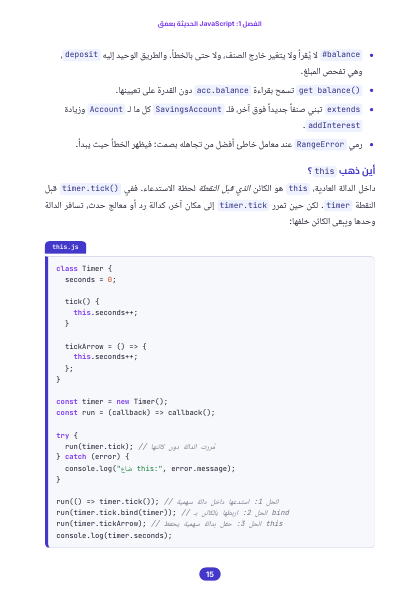 الفصل 1: JavaScript الحديثة بعمق
• #balance لا يُقرأ ولا يتغير خارج الصنف، ولا حتى بالخطأ. والطريق الوحيد إليه deposit،
وهي تفحص المبلغ.
• get balance() تسمح بقراءة acc.balance دون القدرة على تعيينها.
• extends تبني صنفاً جديداً فوق آخر، فلـ SavingsAccount كل ما لـ Account وزيادة
addInterest.
• رمي RangeError عند معامل خاطئ أفضل من تجاهله بصمت: فيظهر الخطأ حيث يبدأ.
أين ذهب this؟
داخل الدالة العادية، this هو الكائن الذي قبل النقطة لحظة الاستدعاء. ففي timer.tick() قبل
النقطة timer. لكن حين تمرر timer.tick إلى مكان آخر، كدالة رد أو معالج حدث، تسافر الدالة
وحدها ويبقى الكائن خلفها:
this.js
class Timer {
  seconds = 0;
  tick() {
    this.seconds++;
  }
  tickArrow = () => {
    this.seconds++;
  };
}
const timer = new Timer();
const run = (callback) => callback();
try {
  run(timer.tick); // مُررت الدالة دون كائنها
} catch (error) {
  console.log("ضاع this:", error.message);
}
run(() => timer.tick()); // الحل 1: استدعها داخل دالة سهمية
run(timer.tick.bind(timer)); // الحل 2: اربطها بالكائن بـ bind
run(timer.tickArrow); // الحل 3: حقل بدالة سهمية يحفظ this
console.log(timer.seconds);
15